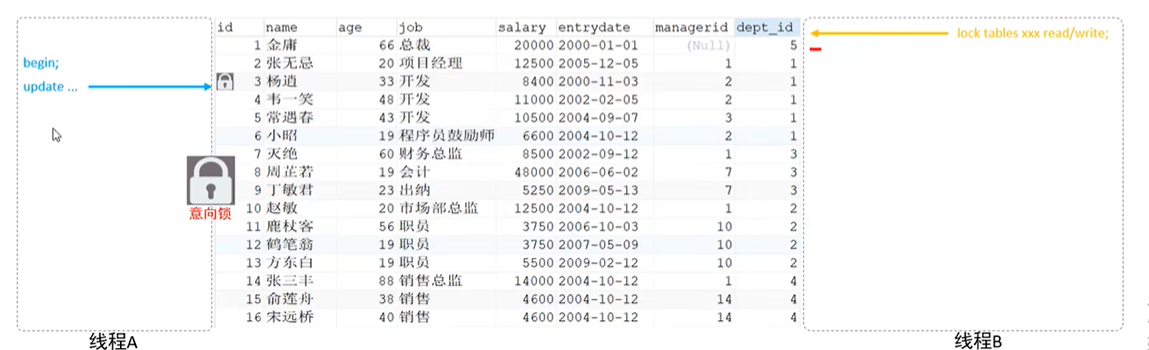 id name age job salary entrydate managerid dept_id
1 金庸 66 总裁 20000 2000-01-01 (Null) 5
lock tables xxx read/write;
begin;
2 张无忌 20 项目经理 12500 2005-12-05 1 1
update ...
3 杨逍 33 开发 8400 2000-11-03 2 1
4 韦一笑 48 开发 11000 2002-02-05 2 1
5 常遇春 43 开发 10500 2004-09-07 3 1
6 小昭 19 程序员鼓励师 6600 2004-10-12 2 1
7 灭绝 60 财务总监 8500 2002-09-12 1 3
8 周芷若 19 会计 48000 2006-06-02 7 3
9 丁敏君 23 出纳 5250 2009-05-13 7 3
10 赵敏 20 市场部总监 12500 2004-10-12 1 2
意向锁
11 鹿杖客 56 职员 3750 2006-10-03 10 2
12 鹤笔翁 19 职员 3750 2007-05-09 10 2
13 方东白 19 职员 5500 2009-02-12 10 2
14 张三丰 88 销售总监 14000 2004-10-12 1 4
15 俞莲舟 38 销售 4600 2004-10-12 14 4
16 宋远桥 40 销售 4600 2004-10-12 14 4
线程A
线程B